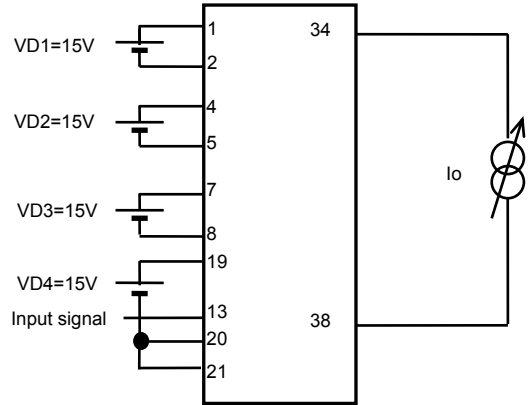 1
34
VD1=15V
2
4
VD2=15V
5
7
Io
VD3=15V
8
19
VD4=15V
Input signal
13
38
20
21